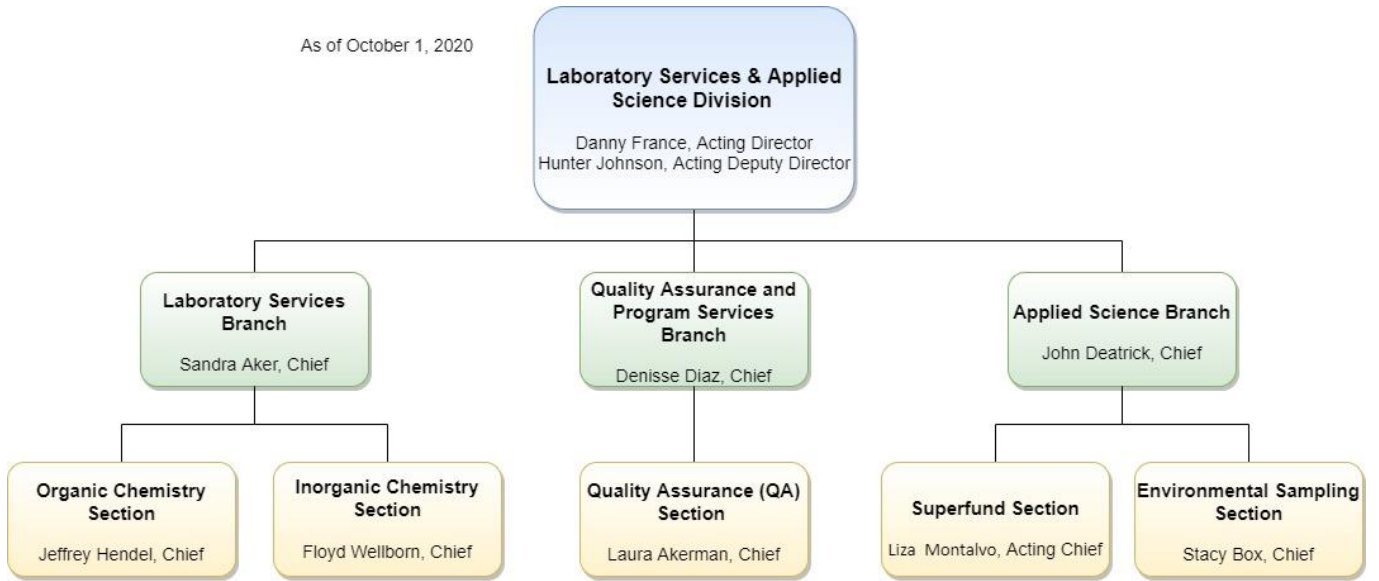 As of October 1, 2020
Laboratory Services & Applied
Science Division
Danny France, Acting Director
Hunter Johnson, Acting Deputy Director
Laboratory Services
Branch
Sandra Aker, Chief
Quality Assurance and
Program Services
Branch
Denisse Diaz, Chief
Applied Science Branch
John Deatrick, Chief
Organic Chemistry
Section
Jeffrey Hendel, Chief
Inorganic Chemistry
Section
Floyd Wellborn, Chief
Quality Assurance (QA)
Section
Laura Akerman, Chief
Superfund Section
Liza Montalvo, Acting Chief
Environmental Sampling
Section
Stacy Box, Chief